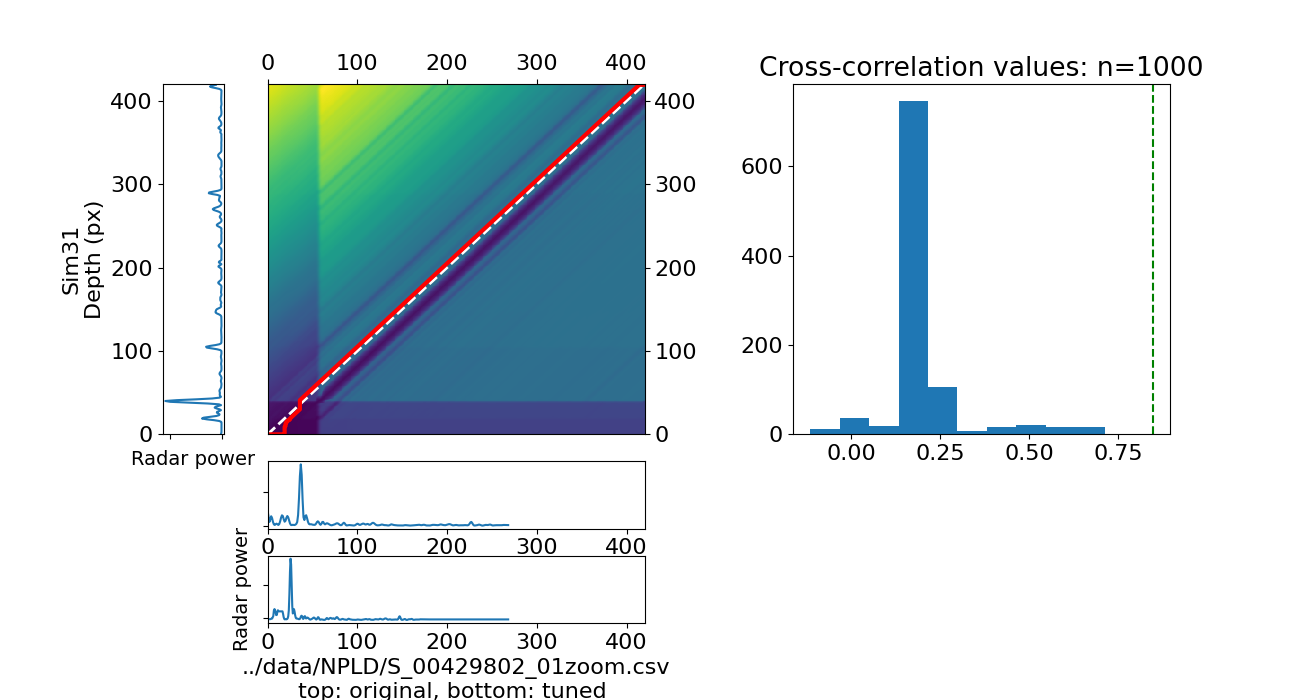 0 100 200 300 400
Cross-correlation values: n=1000
400
300
200
100
0
Sim31
Depth (px)
Radar power
400
300
200
100
0
600
400
200
0
0.00 0.25 0.50 0.75
0 100 200 300 400
Radar power
0 100 200 300 400
../data/NPLD/S_00429802_01zoom.csv
top: original, bottom: tuned